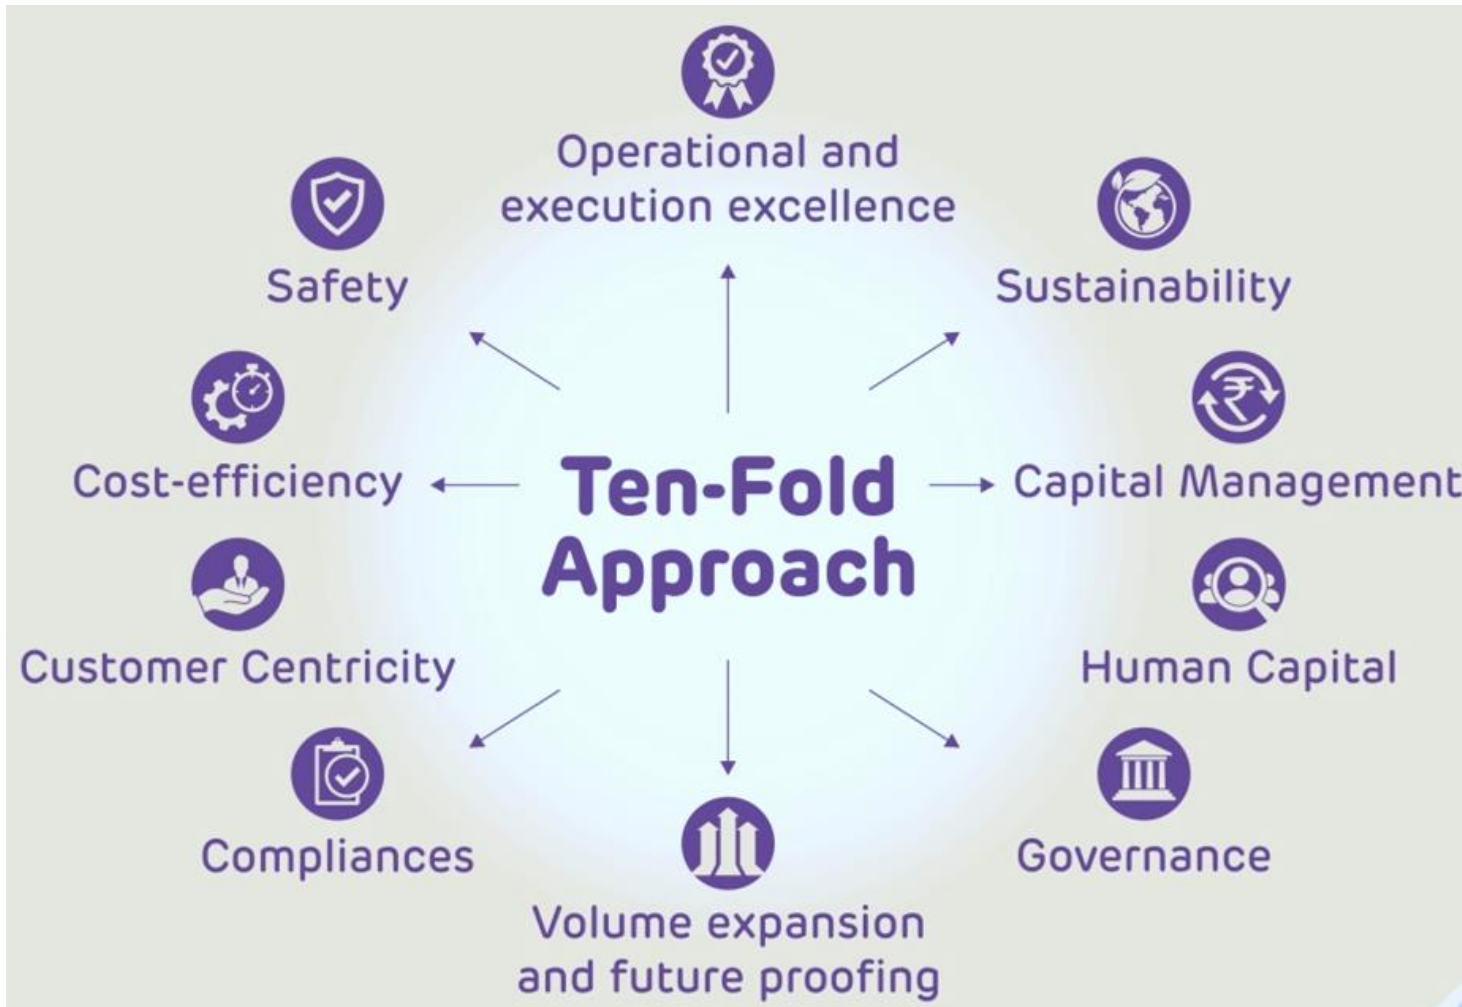 Operational and
execution excellence
Safety
Sustainability
Cost-efficiency
Ten-Fold
Approach
Capital Management
Customer Centricity
Human Capital
Compliances
Governance
Volume expansion
and future proofing